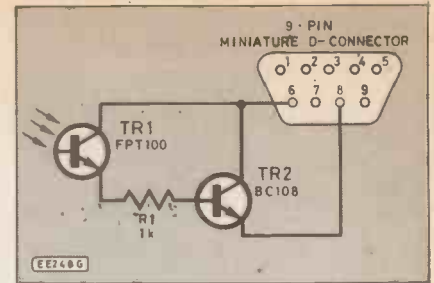 9-PIN
MINIATURE D-CONNECTOR
1 2 3 4 5
6 7 8 9
TR1
FPT100
TR2
BC108
R1
1k
EE248G